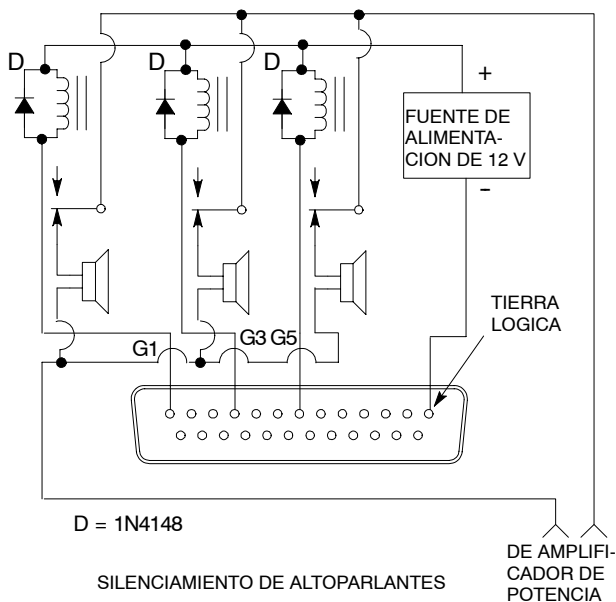 D
D
D
+
FUENTE DE
ALIMENTA-
CION DE 12 V
-
TIERRA
LOGICA
G1
G3
G5
D = 1N4148
SILENCIAMIENTO DE ALTOPARLANTES
DE AMPLIFI-
CADOR DE
POTENCIA